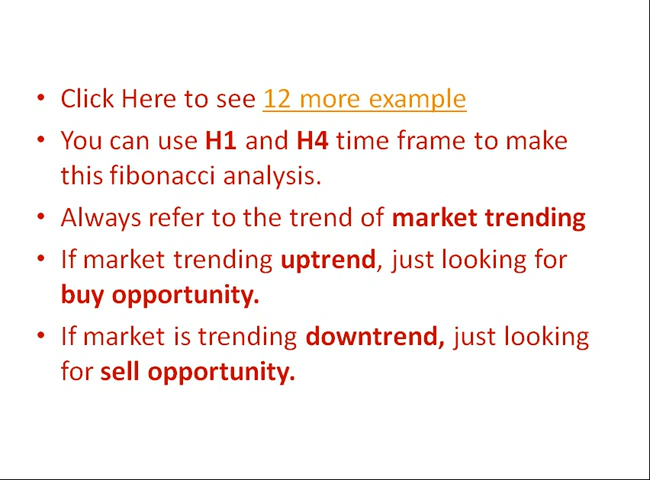 • Click Here to see 12 more example
• You can use H1 and H4 time frame to make
this fibonacci analysis.
• Always refer to the trend of market trending
• If market trending uptrend, just looking for
buy opportunity.
• If market is trending downtrend, just looking
for sell opportunity.